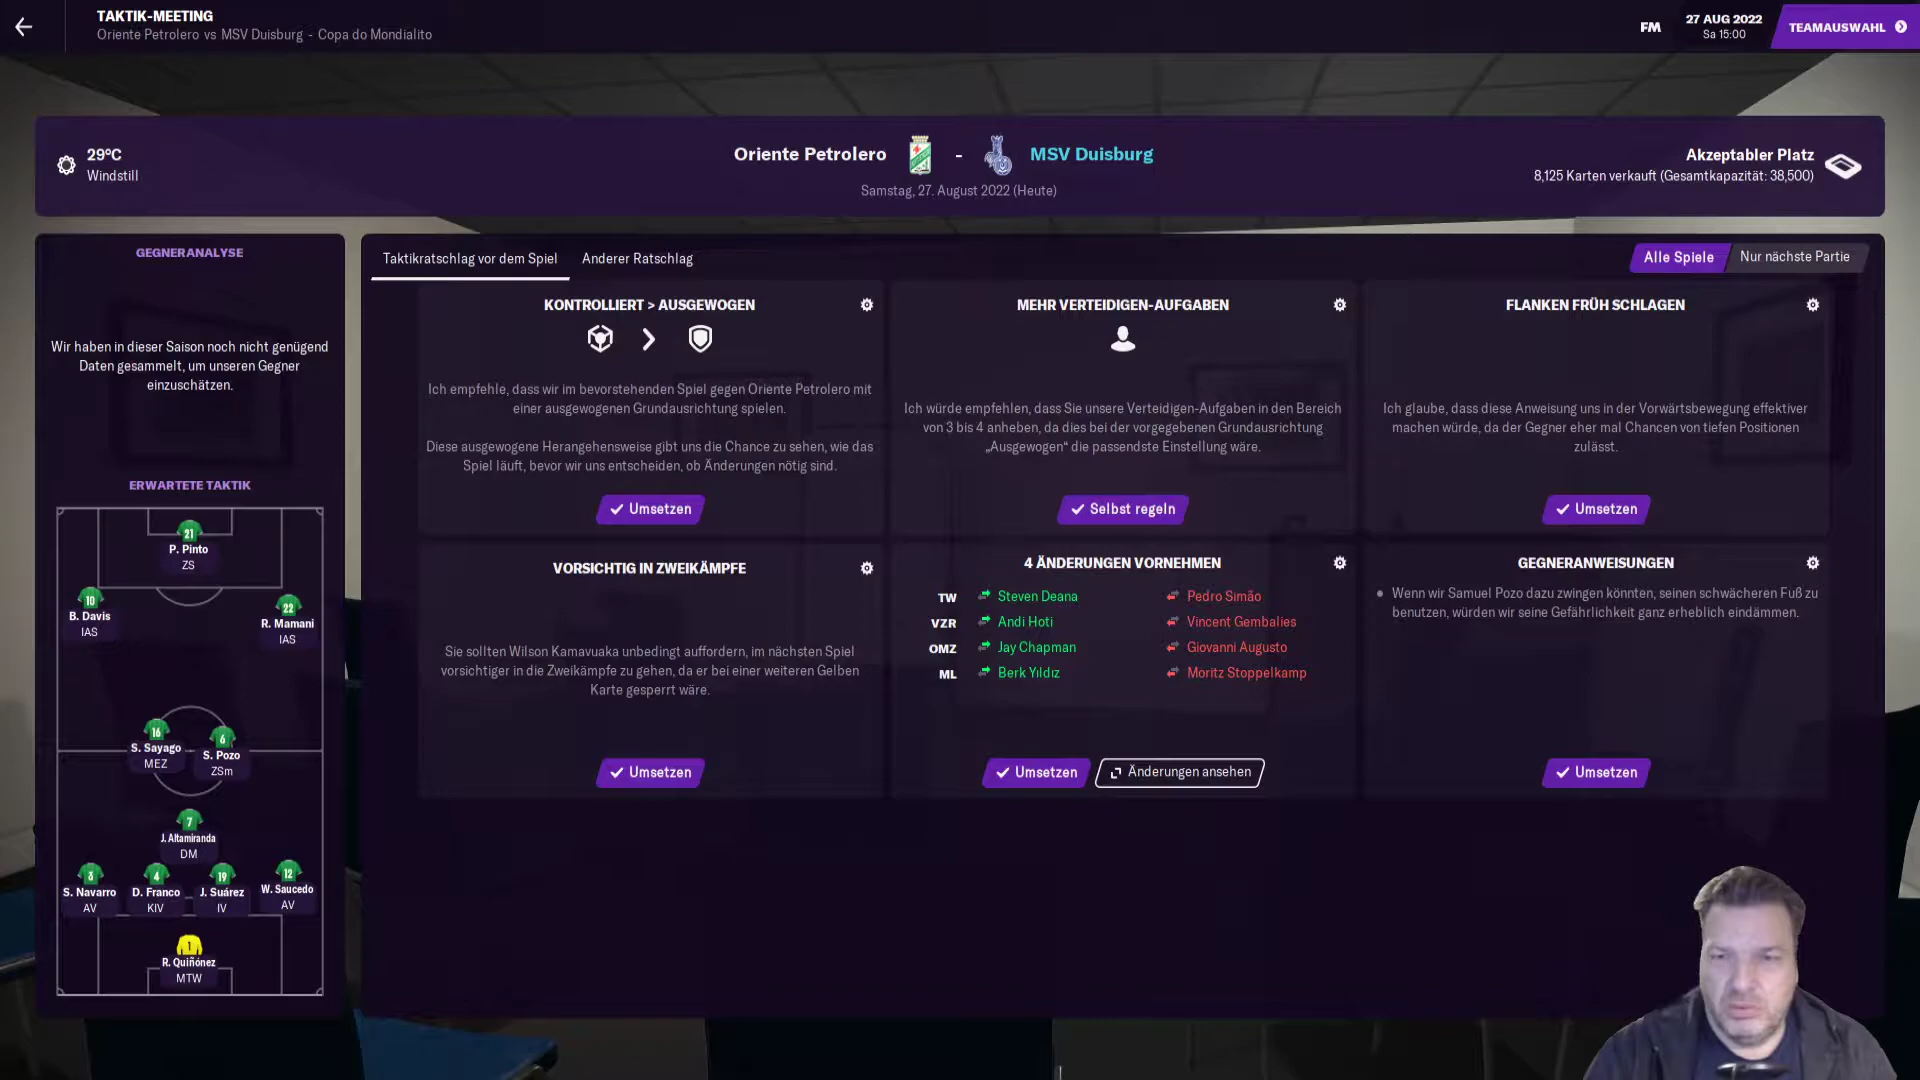 TAKTIK-MEETING
Oriente Petrolero vs MSV Duisburg - Copa do Mondialito
FM
27 AUG 2022
Sa 15:00
TEAMAUSWAHL
29°C
Windstill
Oriente Petrolero - MSV Duisburg
Samstag, 27. August 2022 (Heute)
Akzeptabler Platz
8,125 Karten verkauft (Gesamtkapazität: 38,500)
GEGNERANALYSE
Wir haben in dieser Saison noch nicht genügend
Daten gesammelt, um unseren Gegner
einzuschätzen.
ERWARTETE TAKTIK
21
P. Pinto
ZS
10
B. Davis
IAS
22
R. Mamani
IAS
16
S. Sayago
MEZ
6
S. Pozo
ZSm
7
J. Altamiranda
DM
3
S. Navarro
AV
4
D. Franco
KIV
19
J. Suárez
IV
12
W. Saucedo
AV
1
R. Quiñónez
MTW
Taktikratschlag vor dem Spiel
Anderer Ratschlag
Alle Spiele
Nur nächste Partie
KONTROLLIERT > AUSGEWOGEN
Ich empfehle, dass wir im bevorstehenden Spiel gegen Oriente Petrolero mit
einer ausgewogenen Grundausrichtung spielen.
Diese ausgewogene Herangehensweise gibt uns die Chance zu sehen, wie das
Spiel läuft, bevor wir uns entscheiden, ob Änderungen nötig sind.
Umsetzen
MEHR VERTEIDIGEN-AUFGABEN
Ich würde empfehlen, dass Sie unsere Verteidigen-Aufgaben in den Bereich
von 3 bis 4 anheben, da dies bei der vorgegebenen Grundausrichtung
„Ausgewogen“ die passendste Einstellung wäre.
Selbst regeln
FLANKEN FRÜH SCHLAGEN
Ich glaube, dass diese Anweisung uns in der Vorwärtsbewegung effektiver
machen würde, da der Gegner eher mal Chancen von tiefen Positionen
zulässt.
Umsetzen
VORSICHTIG IN ZWEIKÄMPFE
Sie sollten Wilson Kamavuaka unbedingt auffordern, im nächsten Spiel
vorsichtiger in die Zweikämpfe zu gehen, da er bei einer weiteren Gelben
Karte gesperrt wäre.
Umsetzen
4 ÄNDERUNGEN VORNEHMEN
TW Steven Deana Pedro Simão
VZR Andi Hoti Vincent Gembalies
OMZ Jay Chapman Giovanni Augusto
ML Berk Yıldız Moritz Stoppelkamp
Umsetzen
Änderungen ansehen
GEGNERANWEISUNGEN
Wenn wir Samuel Pozo dazu zwingen könnten, seinen schwächeren Fuß zu
benutzen, würden wir seine Gefährlichkeit ganz erheblich eindämmen.
Umsetzen